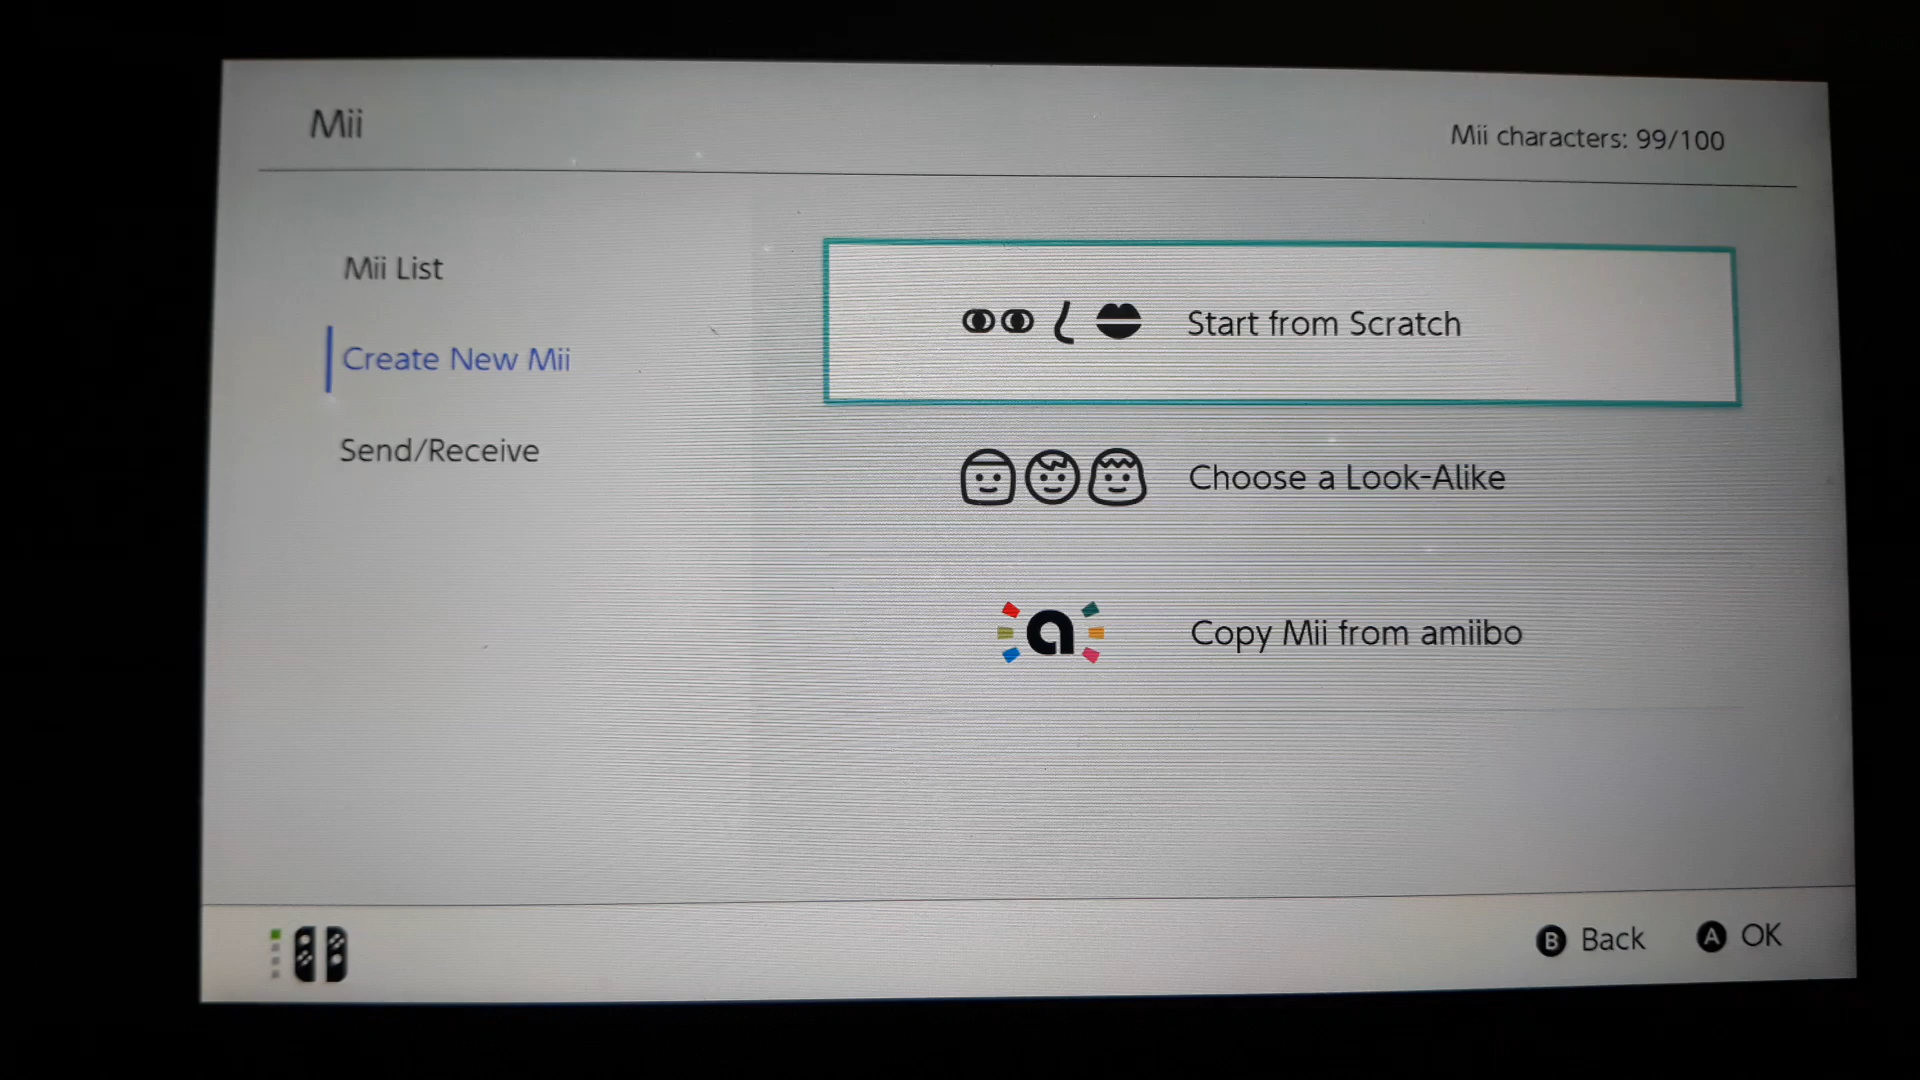 Mii
Mii characters: 99/100
Mii List
Create New Mii
Send/Receive
Start from Scratch
Choose a Look-Alike
a
Copy Mii from amiibo
B Back
A OK